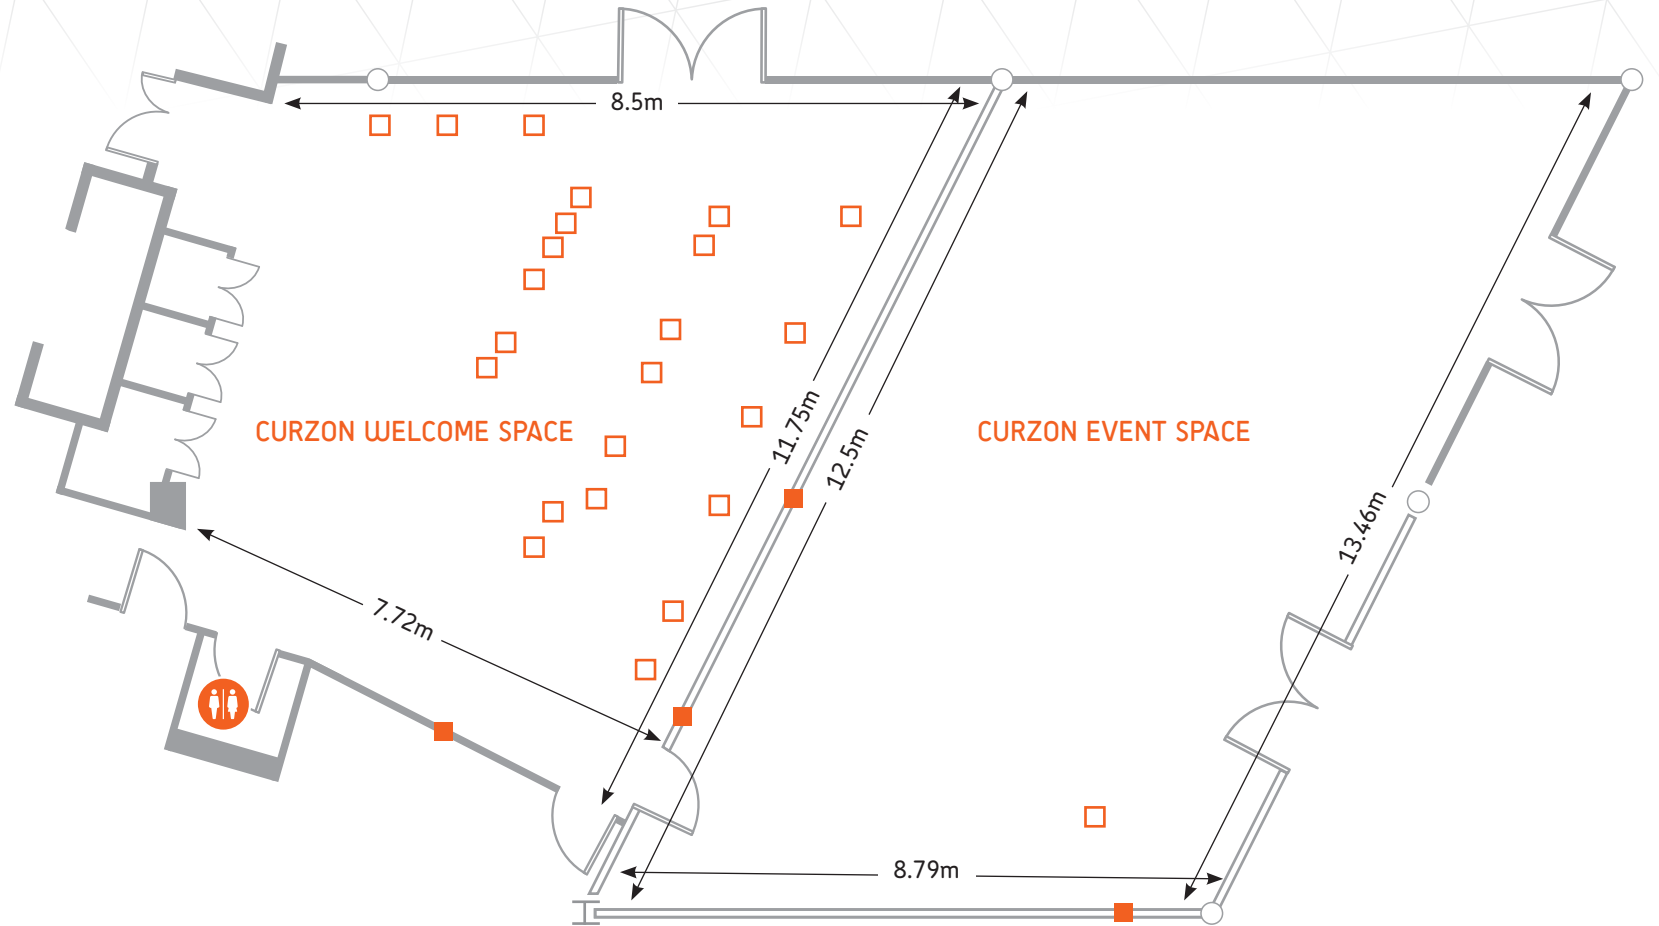 8.5m
CURZON WELCOME SPACE
11.75m
12.5m
CURZON EVENT SPACE
13.46m
7.72m
8.79m